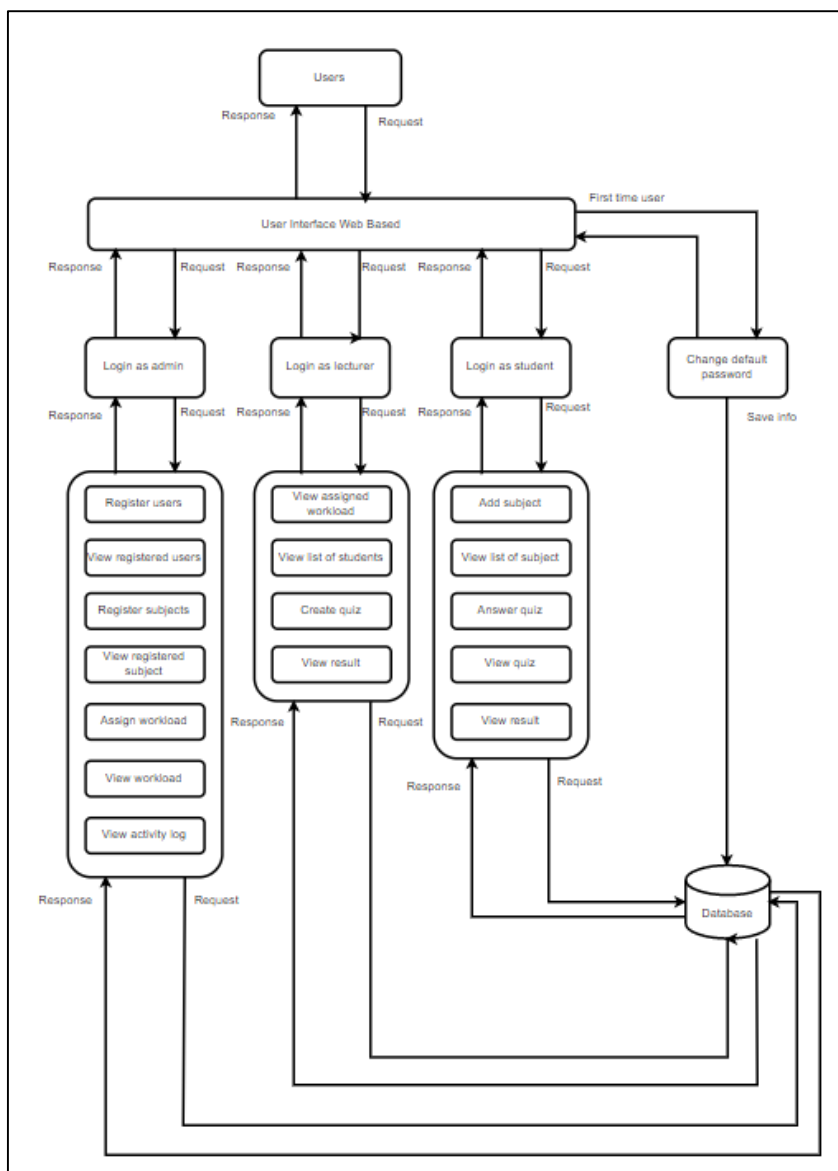 Users
Response
Request
First time user
User Interface Web Based
Response
Request
Response
Request
Response
Request
Login as admin
Login as lecturer
Login as student
Change default
password
Response
Request
Response
Request
Response
Request
Save info
Register users
View registered users
Register subjects
View registered
subject
Assign workload
View workload
View activity log
View assigned
workload
View list of students
Create quiz
View result
Add subject
View list of subject
Answer quiz
View quiz
View result
Response
Request
Response
Request
Response
Request
Database